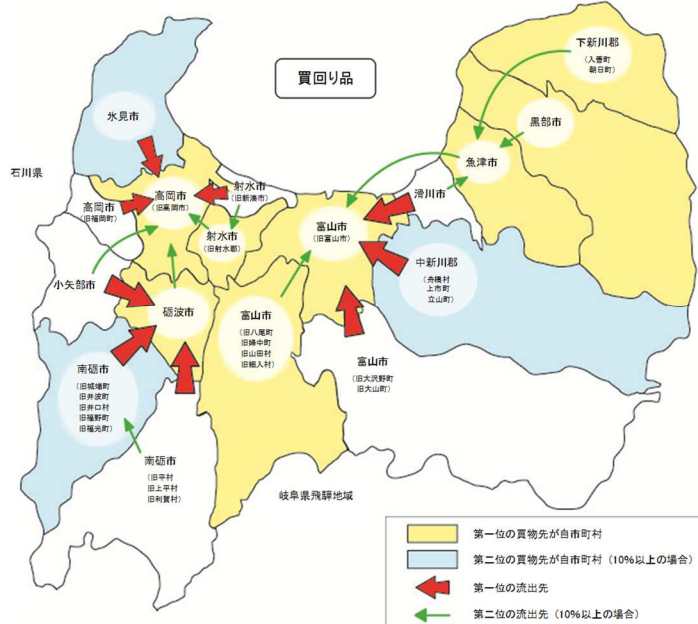 買回り品
下新川郡
(入善町
朝日町)
氷見市
黒部市
魚津市
石川県
高岡市
(旧福岡町)
高岡市
(旧高岡市)
射水市
(旧新湊市)
射水市
(旧射水郡)
滑川市
富山市
(旧富山市)
中新川郡
(舟橋村
上市町
立山町)
小矢部市
砺波市
富山市
(旧八尾町
旧婦中町
旧山田村
旧細入村)
富山市
(旧大沢野町
旧大山町)
南砺市
(旧城端町
旧井波町
旧井口村
旧福野町
旧福光町)
南砺市
(旧平村
旧上平村
旧利賀村)
岐阜県飛騨地域
第一位の買物先が自市町村
第二位の買物先が自市町村(10%以上の場合)
第一位の流出先
第二位の流出先(10%以上の場合)